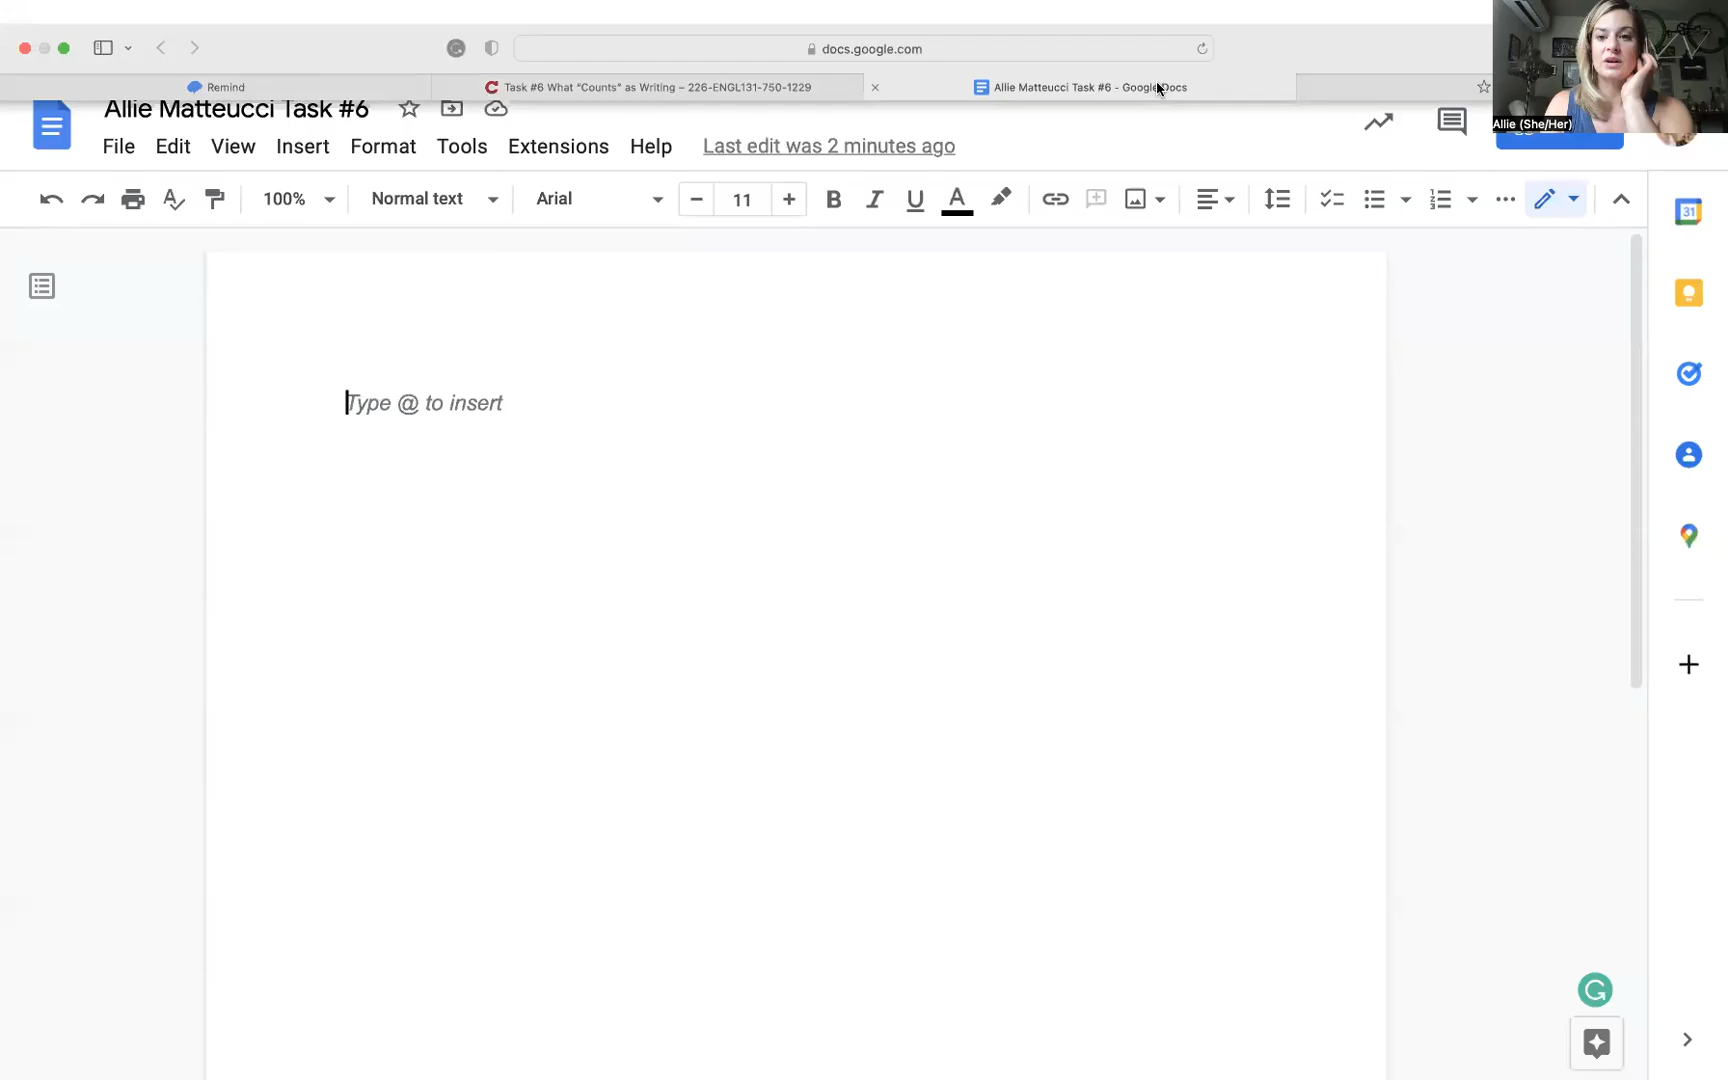 docs.google.com
Remind
Task #6 What “Counts” as Writing – 226-ENGL131-750-1229
Allie Matteucci Task #6 - Google Docs
Allie (She/Her)
Allie Matteucci Task #6
File Edit View Insert Format Tools Extensions Help Last edit was 2 minutes ago
100% Normal text Arial 11 B I U A
31
Type @ to insert